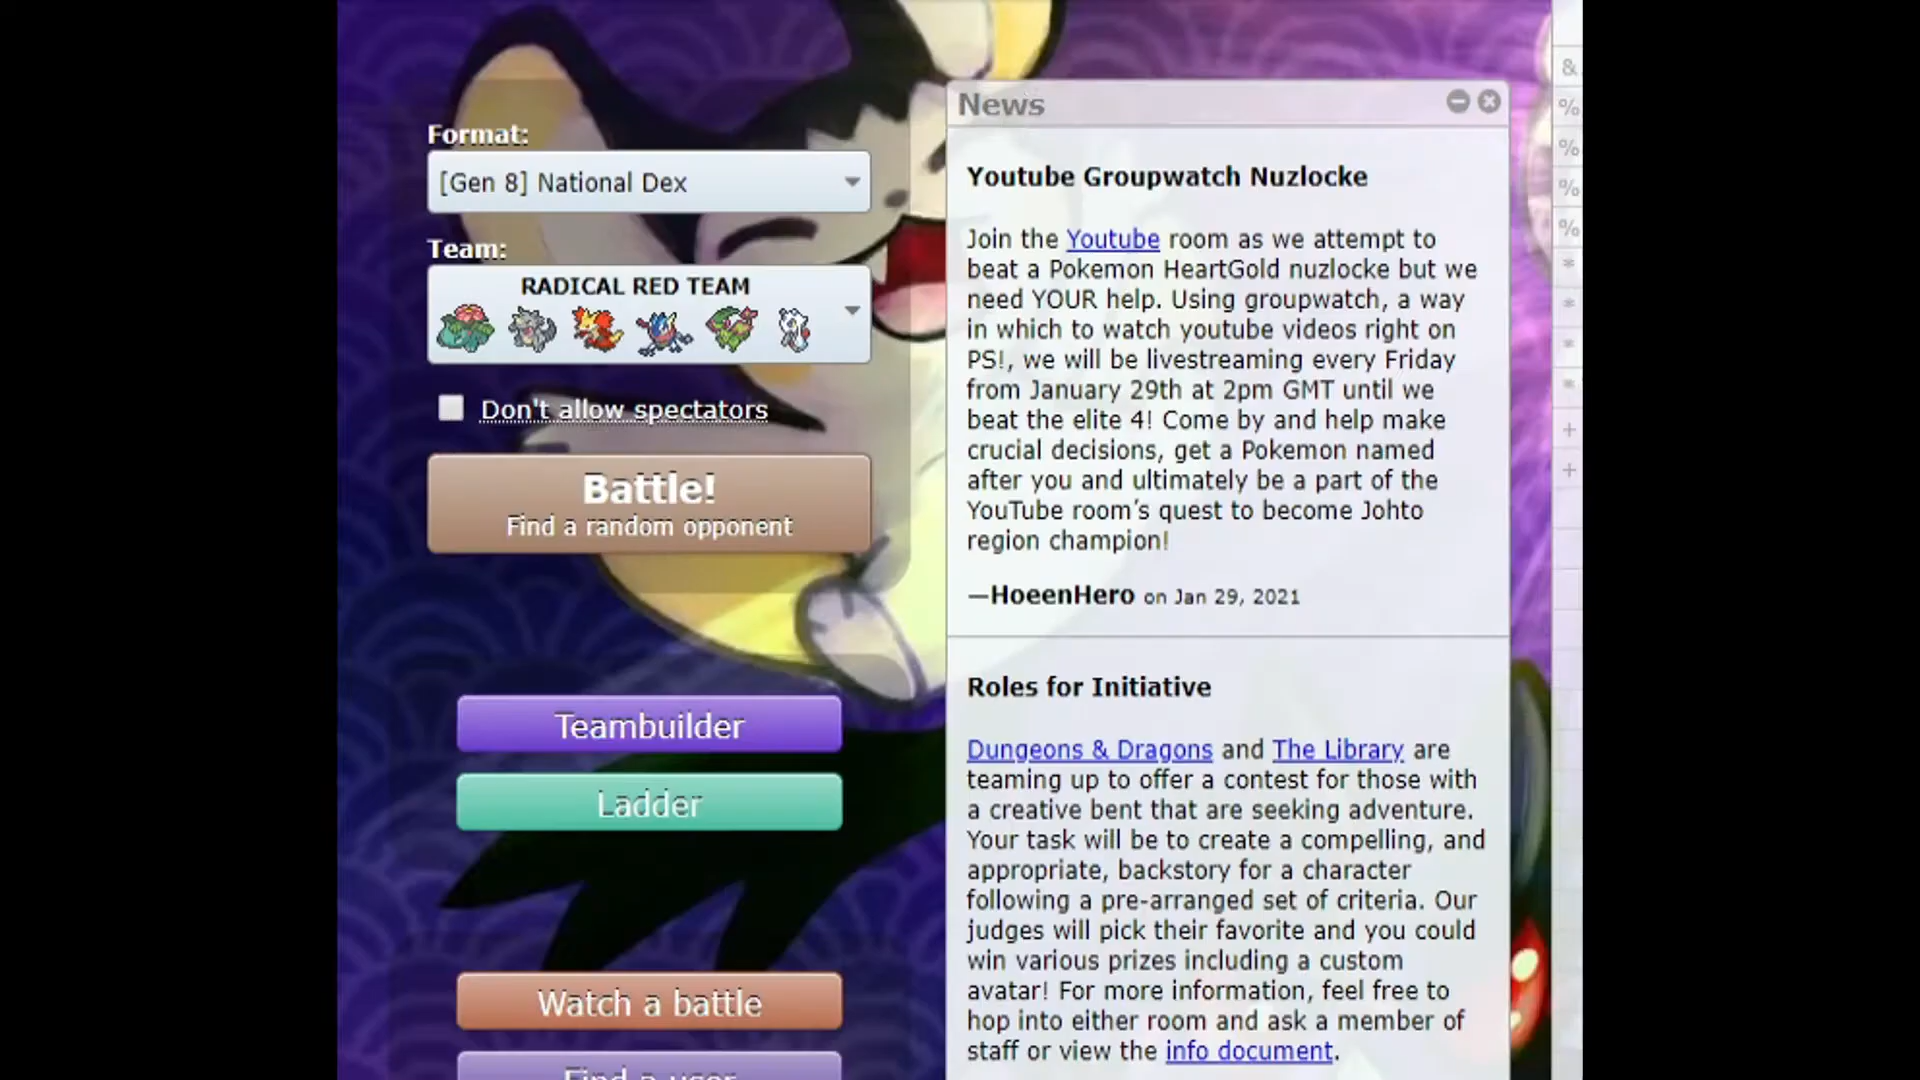 Format:
[Gen 8] National Dex
Team:
RADICAL RED TEAM
Don't allow spectators
Battle!
Find a random opponent
Teambuilder
Ladder
Watch a battle
Find a user
News
Youtube Groupwatch Nuzlocke
Join the Youtube room as we attempt to
beat a Pokemon HeartGold nuzlocke but we
need YOUR help. Using groupwatch, a way
in which to watch youtube videos right on
PS!, we will be livestreaming every Friday
from January 29th at 2pm GMT until we
beat the elite 4! Come by and help make
crucial decisions, get a Pokemon named
after you and ultimately be a part of the
YouTube room’s quest to become Johto
region champion!
—HoeenHero on Jan 29, 2021
Roles for Initiative
Dungeons & Dragons and The Library are
teaming up to offer a contest for those with
a creative bent that are seeking adventure.
Your task will be to create a compelling, and
appropriate, backstory for a character
following a pre-arranged set of criteria. Our
judges will pick their favorite and you could
win various prizes including a custom
avatar! For more information, feel free to
hop into either room and ask a member of
staff or view the info document.
&
%
%
%
%
*
*
*
*
+
+